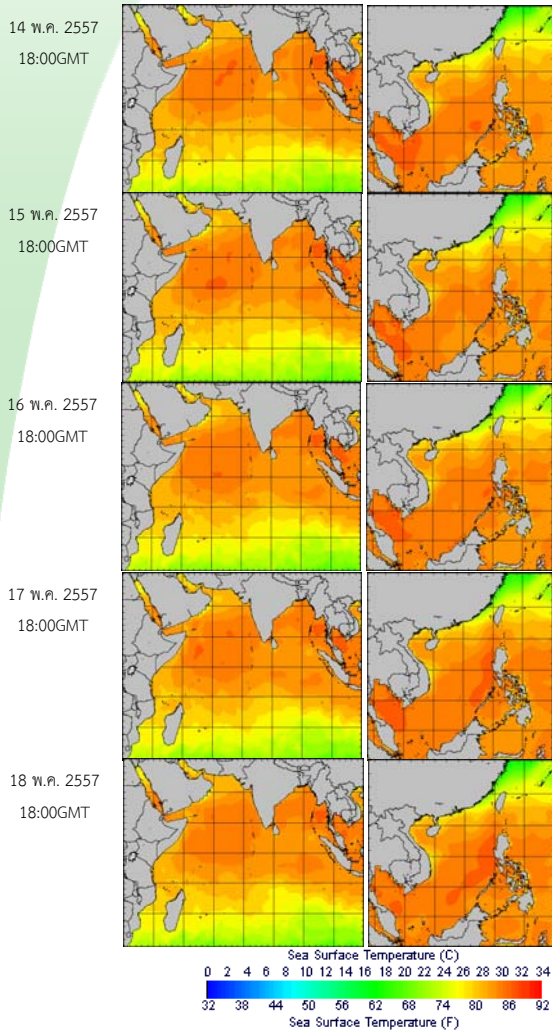 14 พ.ค. 2557
18:00GMT
15 พ.ค. 2557
18:00GMT
16 พ.ค. 2557
18:00GMT
17 พ.ค. 2557
18:00GMT
18 พ.ค. 2557
18:00GMT
Sea Surface Temperature (C)
0 2 4 6 8 10 12 14 16 18 20 22 24 26 28 30 32 34
32 38 44 50 56 62 68 74 80 86 92
Sea Surface Temperature (F)